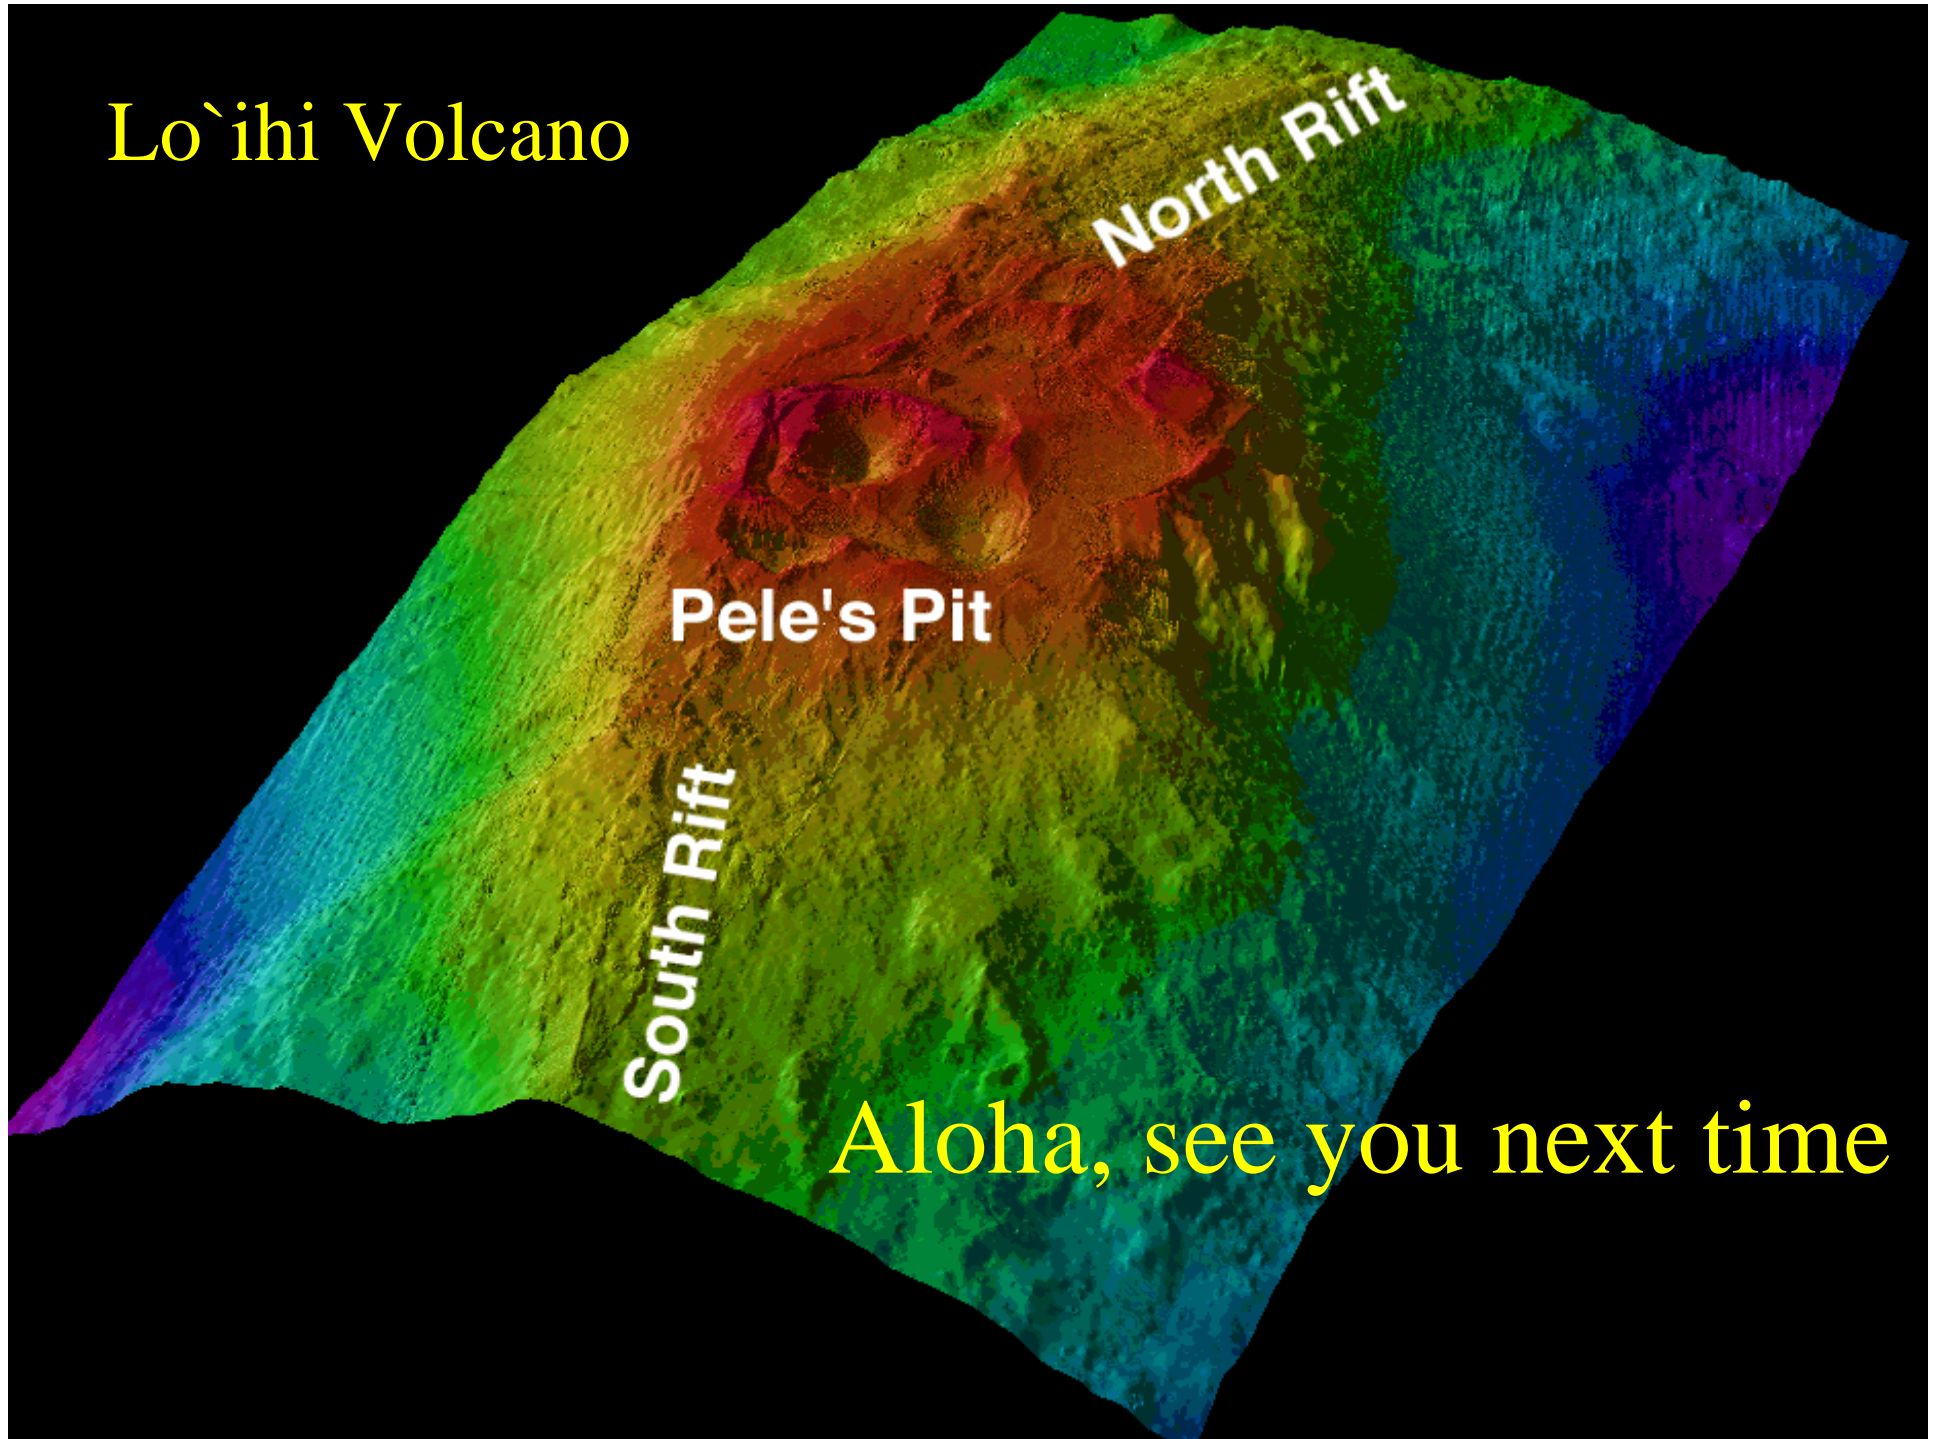 Lo`ihi Volcano
North Rift
Pele's Pit
South Rift
Aloha, see you next time